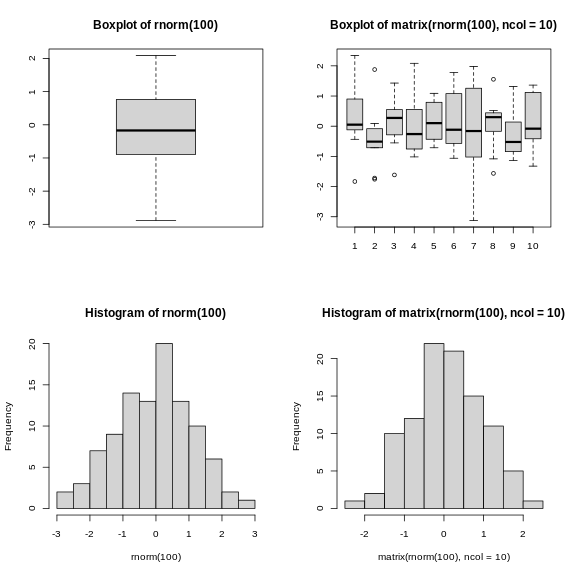 Boxplot of rnorm(100)
2
1
0
-1
-2
-3
Boxplot of matrix(rnorm(100), ncol = 10)
2
1
0
-1
-2
-3
1 2 3 4 5 6 7 8 9 10
Histogram of rnorm(100)
Frequency
20
15
10
5
0
-3 -2 -1 0 1 2 3
rnorm(100)
Histogram of matrix(rnorm(100), ncol = 10)
Frequency
20
15
10
5
0
-2 -1 0 1 2
matrix(rnorm(100), ncol = 10)